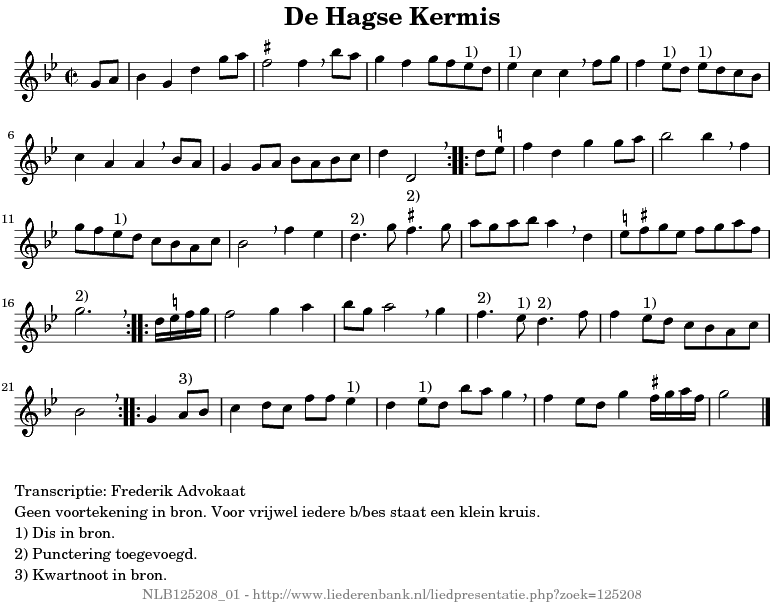 De Hagse Kermis
1) 1) 1) 1)
6
2)
11 1) 2)
16 2) 2) 1) 2) 1)
21 3) 1) 1)
Transcriptie: Frederik Advokaat
Geen voortekening in bron. Voor vrijwel iedere b/bes staat een klein kruis.
1) Dis in bron.
2) Punctering toegevoegd.
3) Kwartnoot in bron.
NLB125208_01 - http://www.liederenbank.nl/liedpresentatie.php?zoek=125208